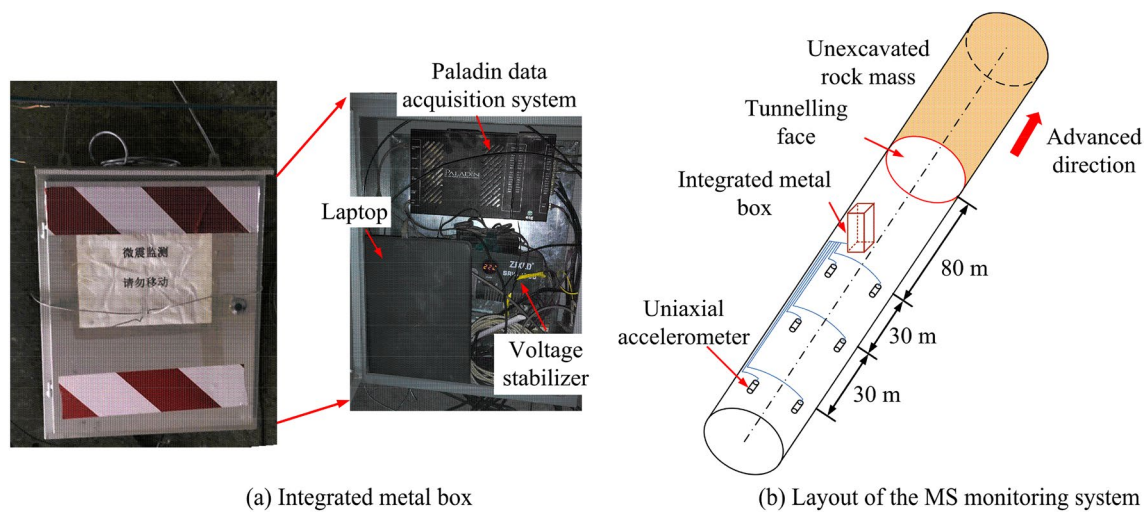 Paladin data
acquisition system
Laptop
Voltage
stabilizer
微震监测
请勿移动
PALADIN
(a) Integrated metal box
Unexcavated
rock mass
Tunnelling
face
Integrated metal
box
Uniaxial
accelerometer
Advanced
direction
80 m
30 m
30 m
(b) Layout of the MS monitoring system